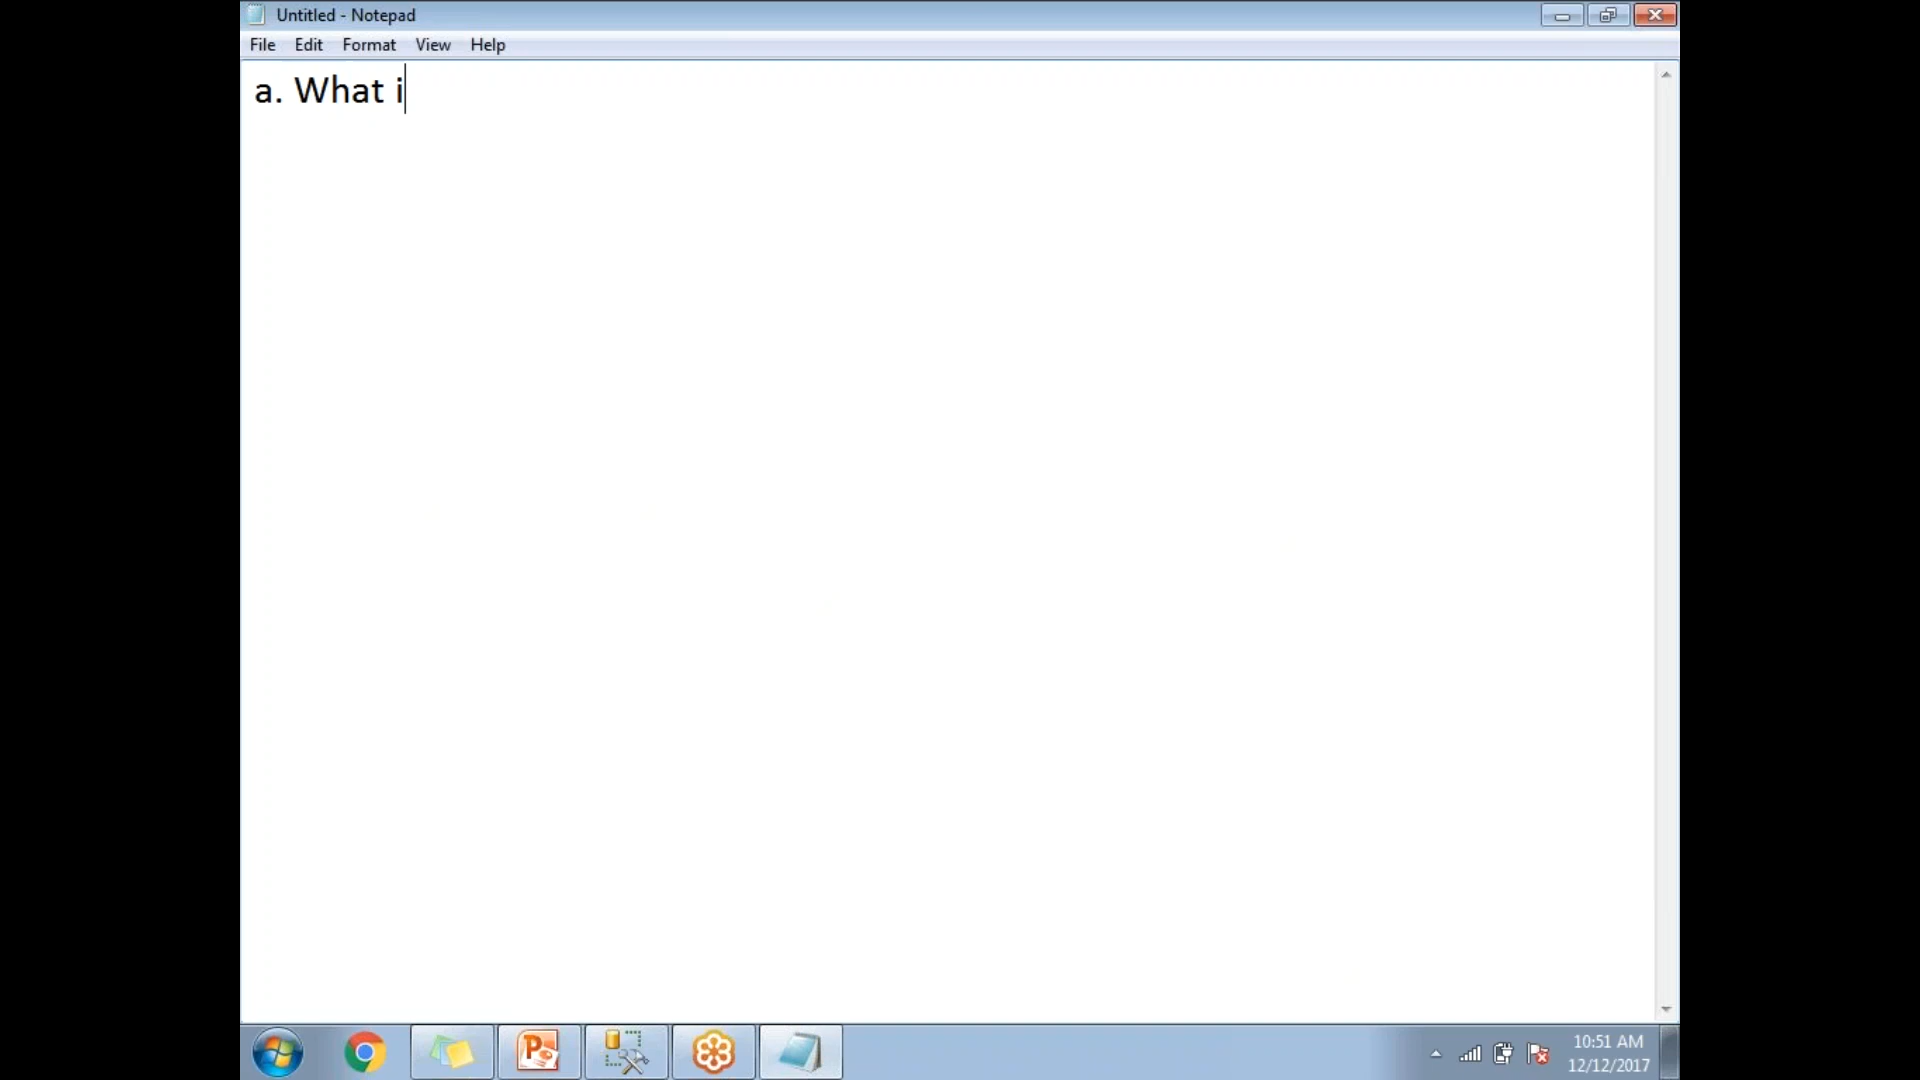 Untitled - Notepad
File Edit Format View Help
a. What i
10:51 AM
12/12/2017